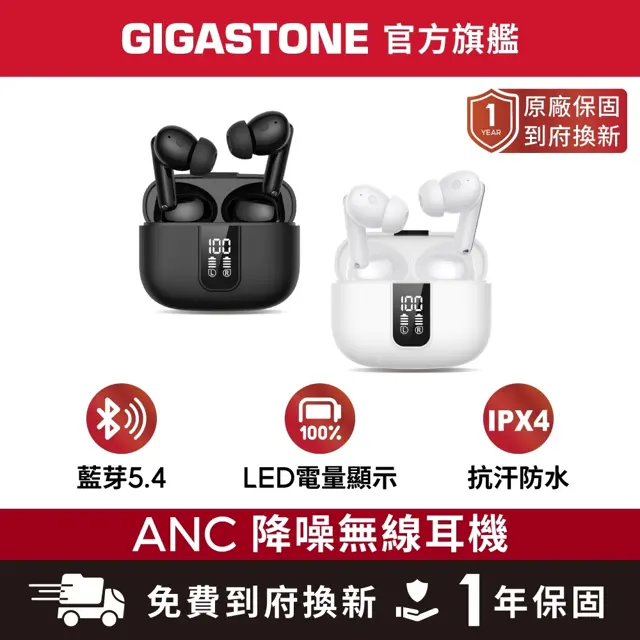 GIGASTONE 官方旗艦
1
YEAR
原廠保固
到府換新
100
L R
100
L R
100%
IPX4
藍芽5.4
LED電量顯示
抗汗防水
ANC 降噪無線耳機
免費到府換新
1年保固